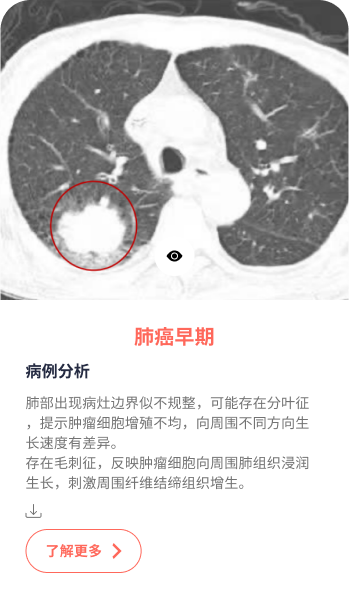 肺癌早期
病例分析
肺部出现病灶边界似不规整，可能存在分叶征
，提示肿瘤细胞增殖不均，向周围不同方向生
长速度有差异。
存在毛刺征，反映肿瘤细胞向周围肺组织浸润
生长，刺激周围纤维结缔组织增生。
了解更多